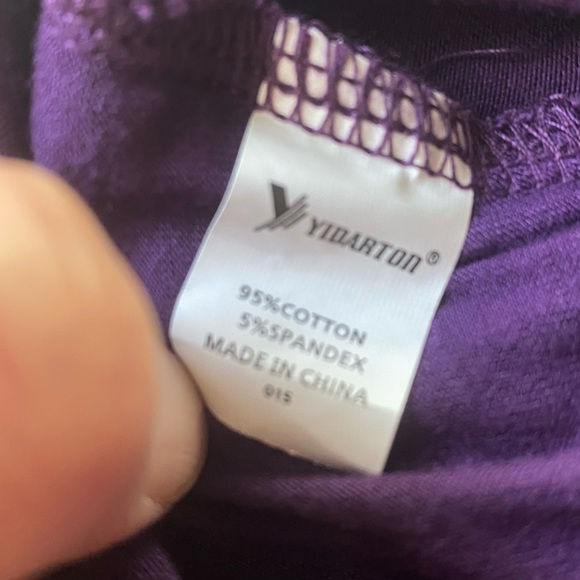 YIDARTON®
95%COTTON
5%SPANDEX
MADE IN CHINA
015